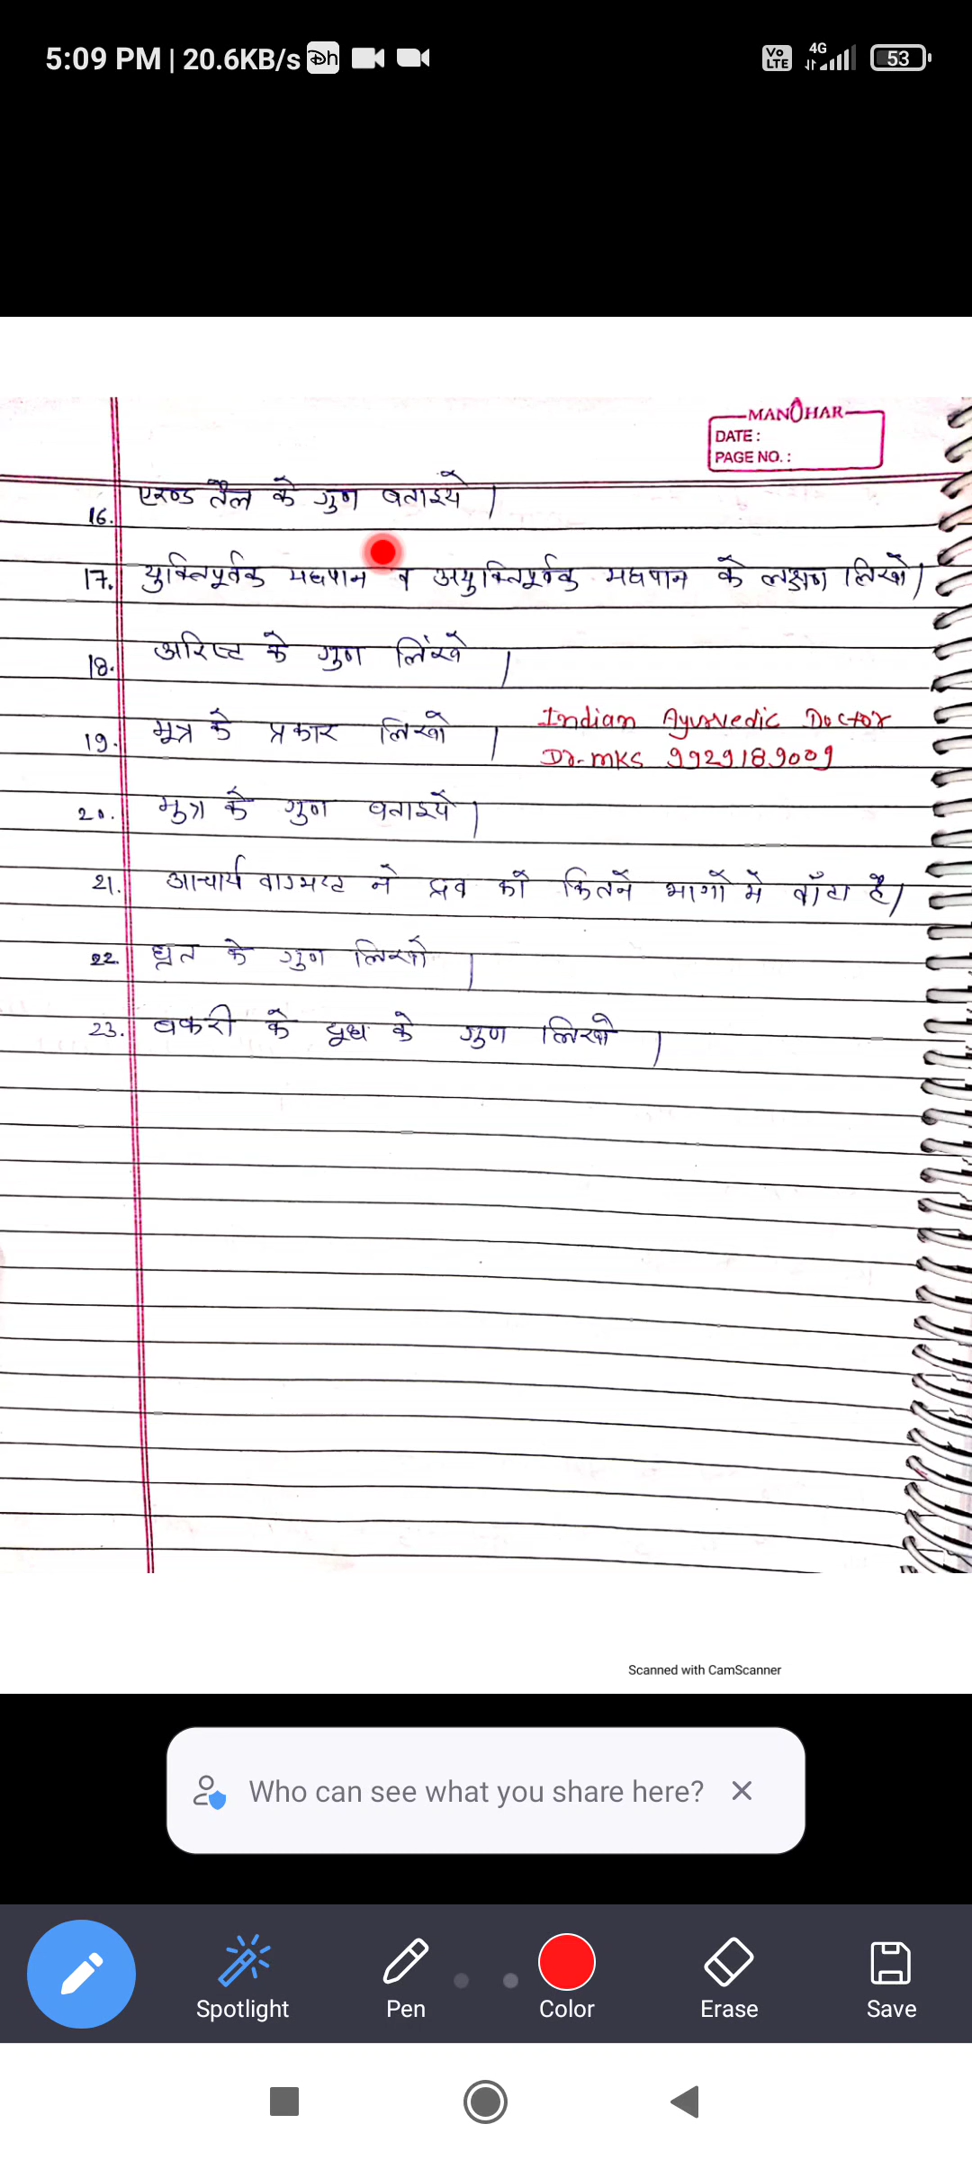 5:09 PM | 20.6KB/s
Vo LTE 4G 53
MANOHAR
DATE :
PAGE NO. :
16. एरण्ड तैल के गुण बताइये।
17. युक्तिपूर्वक मद्यपान व अयुक्तिपूर्वक मद्यपान के लक्षण लिखो।
18. अरिष्ट के गुण लिंखे।
19. मूत्र के प्रकार लिखो।
Indian Ayurvedic Doctor
Dr. MKS 9929189009
20. मूत्र के गुण बताइये।
21. आचार्य वाग्भट्ट ने द्रव को कितने भागों मे बाँटा है।
22. घृत के गुण लिखो।
23. बकरी के दूध के गुण लिखो।
Scanned with CamScanner
Who can see what you share here?
Spotlight Pen Color Erase Save